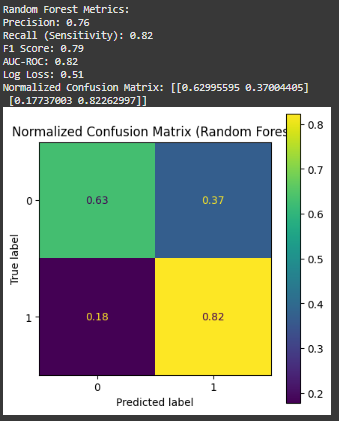 Random Forest Metrics:
Precision: 0.76
Recall (Sensitivity): 0.82
F1 Score: 0.79
AUC-ROC: 0.82
Log Loss: 0.51
Normalized Confusion Matrix: [[0.62995595 0.37004405]
[0.17737003 0.82262997]]
Normalized Confusion Matrix (Random Fores
0.8
0.7
0
0.63
0.37
0.6
True label
0.5
0.4
1
0.18
0.82
0.3
0.2
0
1
Predicted label